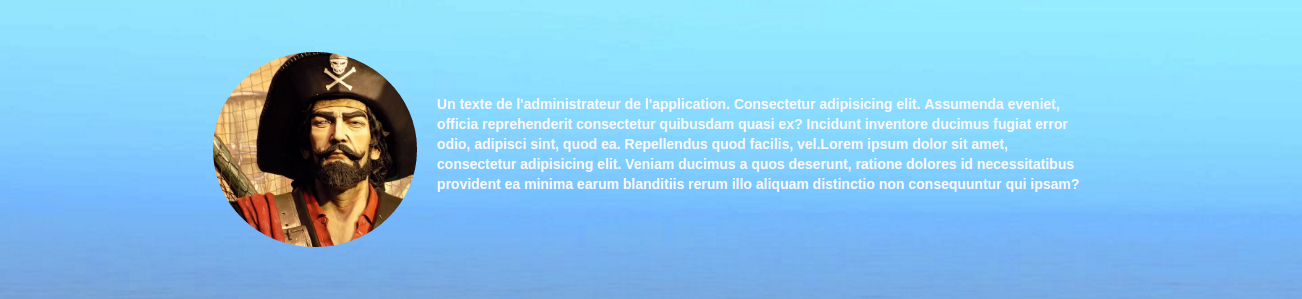 Un texte de l'administrateur de l'application. Consectetur adipisicing elit. Assumenda eveniet,
officia reprehenderit consectetur quibusdam quasi ex? Incidunt inventore ducimus fugiat error
odio, adipisci sint, quod ea. Repellendus quod facilis, vel.Lorem ipsum dolor sit amet,
consectetur adipisicing elit. Veniam ducimus a quos deserunt, ratione dolores id necessitatibus
provident ea minima earum blanditiis rerum illo aliquam distinctio non consequuntur qui ipsam?